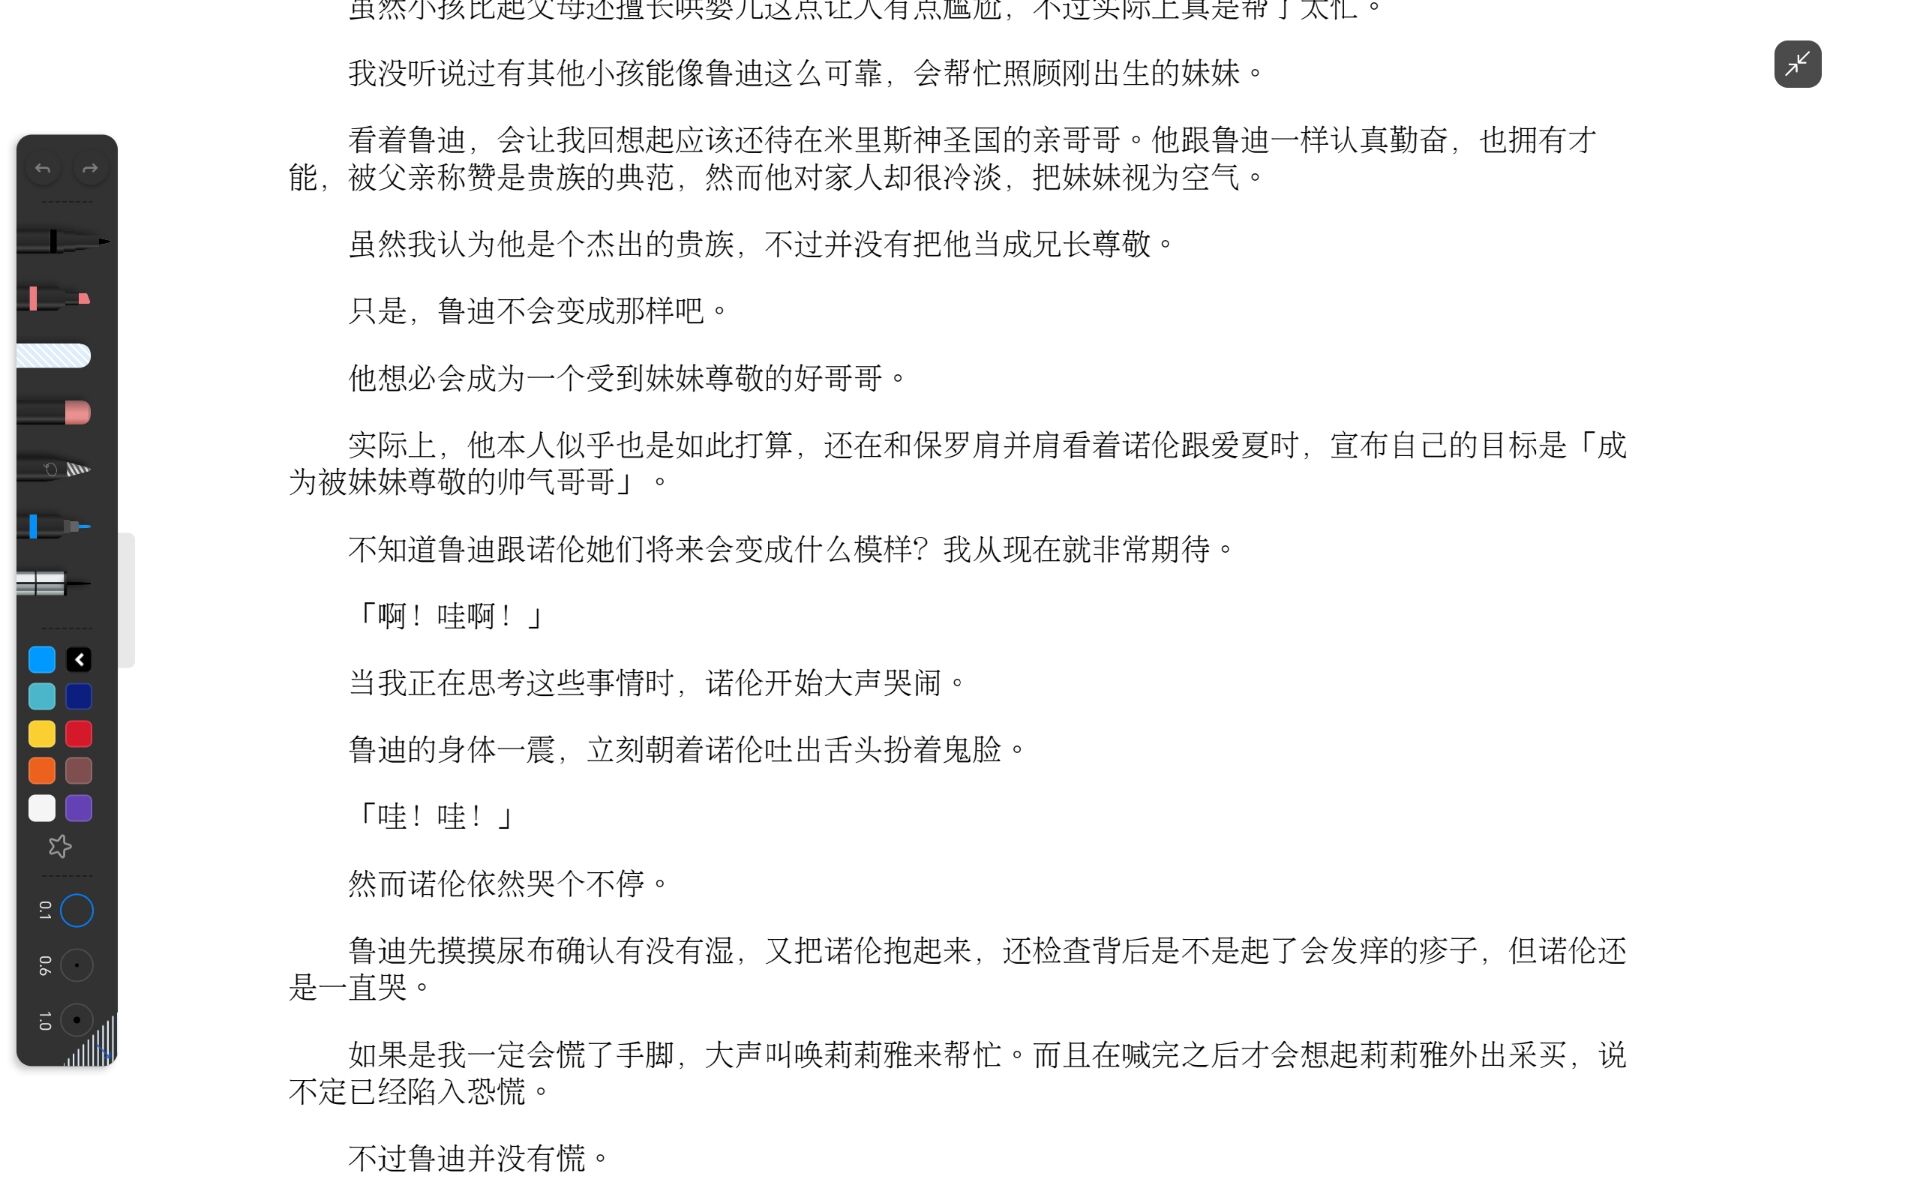 虽然小孩比起父母还擅长哄婴儿这点让人有点尴尬，不过实际上真是帮了大忙。
我没听说过有其他小孩能像鲁迪这么可靠，会帮忙照顾刚出生的妹妹。
看着鲁迪，会让我回想起应该还待在米里斯神圣国的亲哥哥。他跟鲁迪一样认真勤奋，也拥有才
能，被父亲称赞是贵族的典范，然而他对家人却很冷淡，把妹妹视为空气。
虽然我认为他是个杰出的贵族，不过并没有把他当成兄长尊敬。
只是，鲁迪不会变成那样吧。
他想必会成为一个受到妹妹尊敬的好哥哥。
实际上，他本人似乎也是如此打算，还在和保罗肩并肩看着诺伦跟爱夏时，宣布自己的目标是「成
为被妹妹尊敬的帅气哥哥」。
不知道鲁迪跟诺伦她们将来会变成什么模样？我从现在就非常期待。
「啊！哇啊！」
当我正在思考这些事情时，诺伦开始大声哭闹。
鲁迪的身体一震，立刻朝着诺伦吐出舌头扮着鬼脸。
「哇！哇！」
然而诺伦依然哭个不停。
鲁迪先摸摸尿布确认有没有湿，又把诺伦抱起来，还检查背后是不是起了会发痒的疹子，但诺伦还
是一直哭。
如果是我一定会慌了手脚，大声叫唤莉莉雅来帮忙。而且在喊完之后才会想起莉莉雅外出采买，说
不定已经陷入恐慌。
不过鲁迪并没有慌。
0.1
0.6
1.0